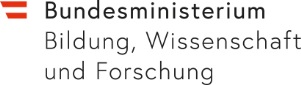 Bundesministerium
Bildung, Wissenschaft
und Forschung